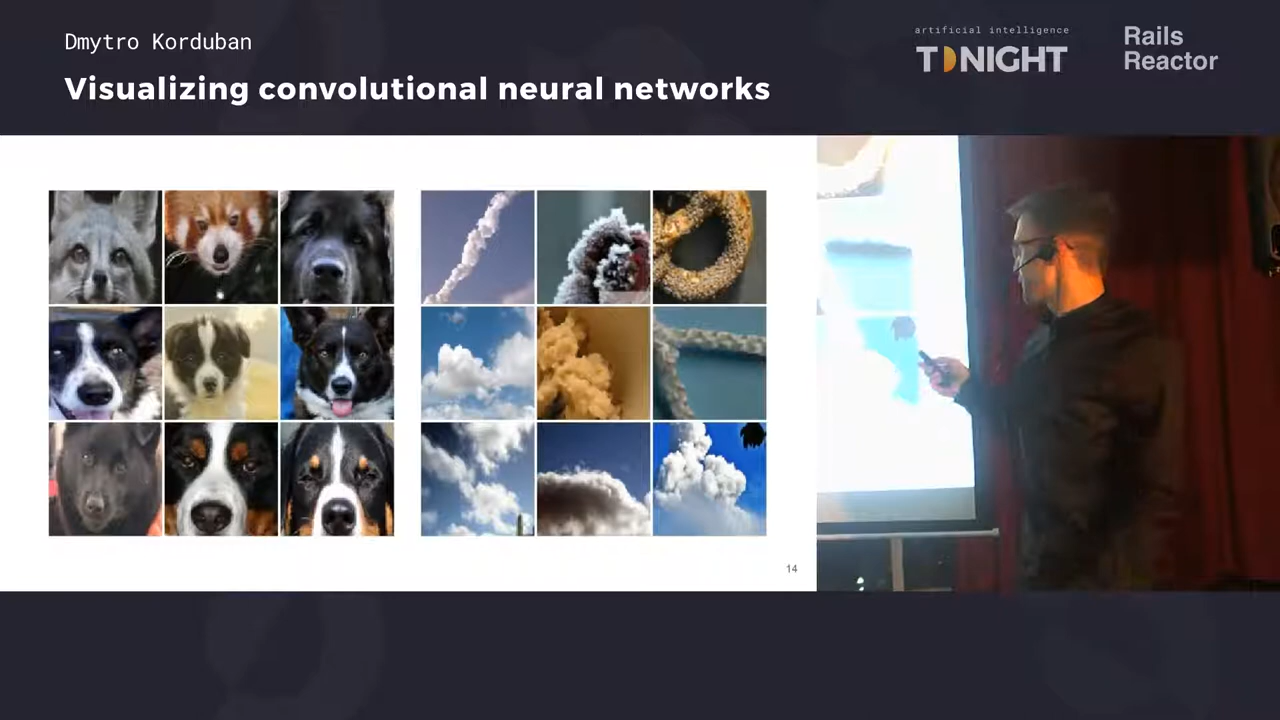 Dmytro Korduban
Visualizing convolutional neural networks
artificial intelligence
TONIGHT
Rails
Reactor
14